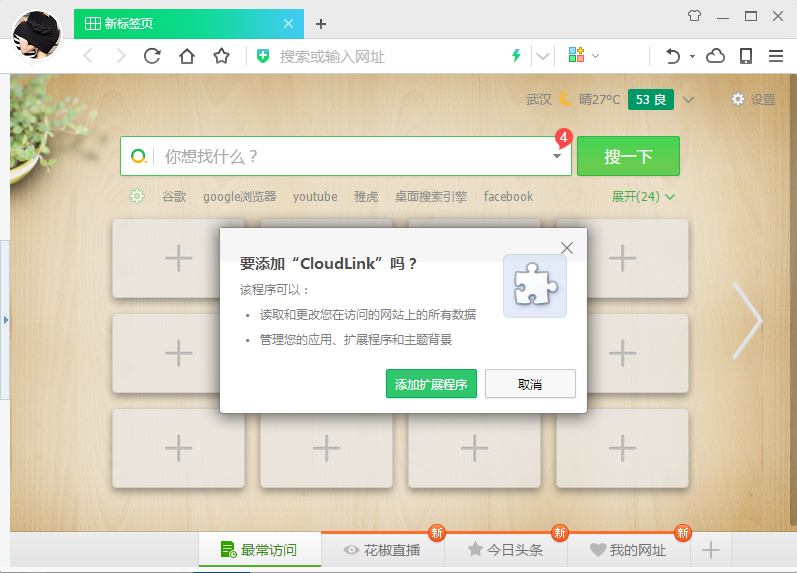 新标签页
搜索或输入网址
武汉 晴27ºC 53 良 设置
你想找什么？ 4 搜一下
谷歌 google浏览器 youtube 雅虎 桌面搜索引擎 facebook 展开(24)
要添加“CloudLink”吗？
该程序可以：
• 读取和更改您在访问的网站上的所有数据
• 管理您的应用、扩展程序和主题背景
添加扩展程序 取消
最常访问 花椒直播 新 今日头条 新 我的网址 新